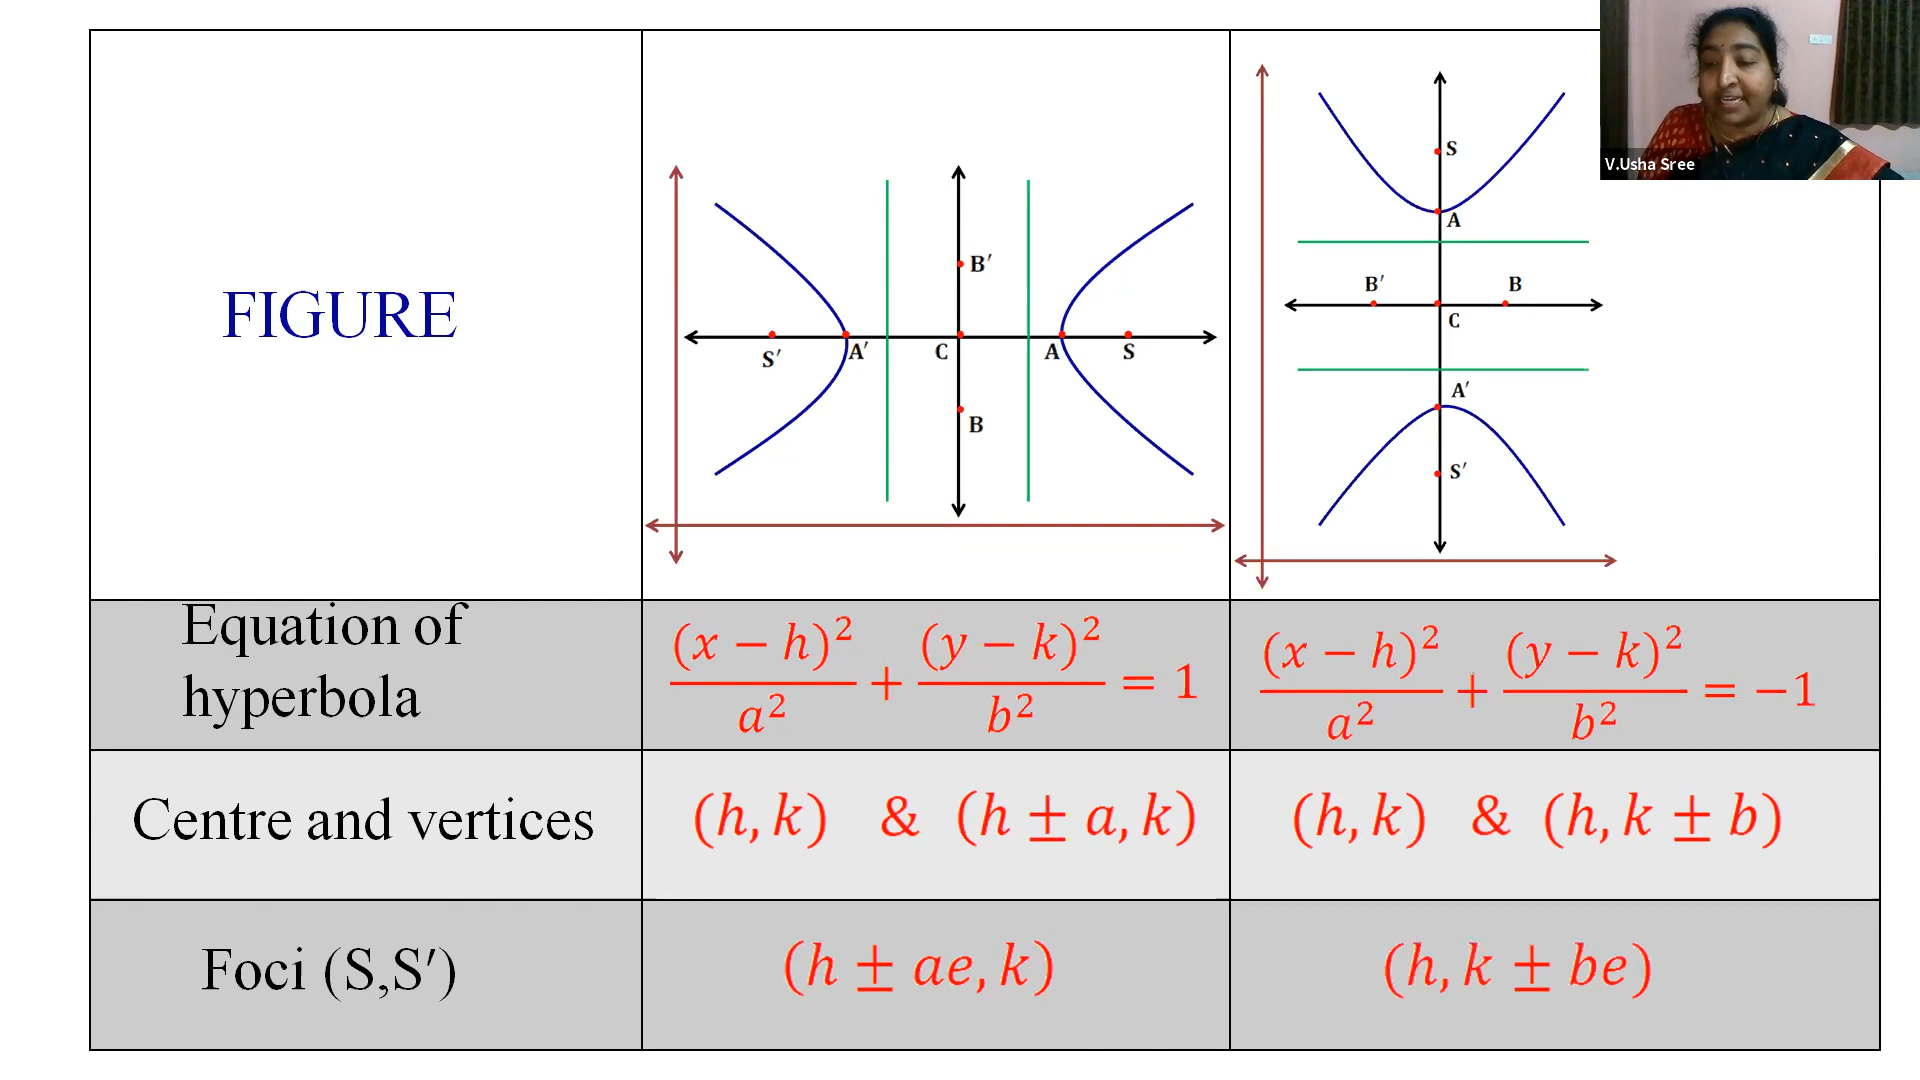 V.Usha Sree
FIGURE
B′
S′ A′ C A S
B
S
A
B′ B
C
A′
S′
Equation of
hyperbola
(x − h)²/a² + (y − k)²/b² = 1
(x − h)²/a² + (y − k)²/b² = −1
Centre and vertices
(h, k) & (h ± a, k)
(h, k) & (h, k ± b)
Foci (S,S′)
(h ± ae, k)
(h, k ± be)